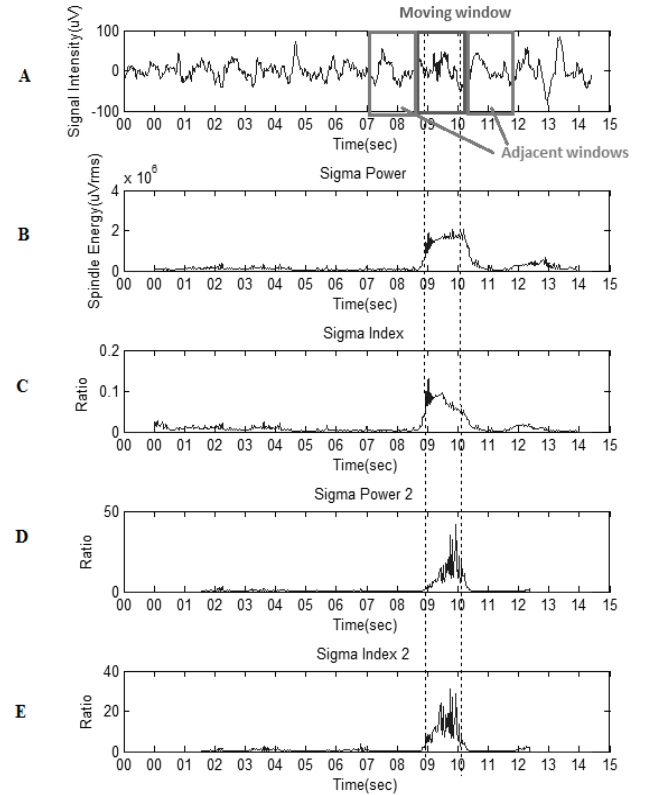 Moving window
A
Signal Intensity(uV)
100
0
-100
00 00 01 02 03 04 05 06 07 08 09 10 11 12 13 14 15
Time(sec)
Adjacent windows
B
Sigma Power
x 10⁶
Spindle Energy(uVrms)
4
2
0
00 00 01 02 03 04 05 06 07 08 09 10 11 12 13 14 15
Time(sec)
C
Sigma Index
Ratio
0.2
0.1
0
00 00 01 02 03 04 05 06 07 08 09 10 11 12 13 14 15
Time(sec)
D
Sigma Power 2
Ratio
50
0
00 00 01 02 03 04 05 06 07 08 09 10 11 12 13 14 15
Time(sec)
E
Sigma Index 2
Ratio
40
20
0
00 00 01 02 03 04 05 06 07 08 09 10 11 12 13 14 15
Time(sec)